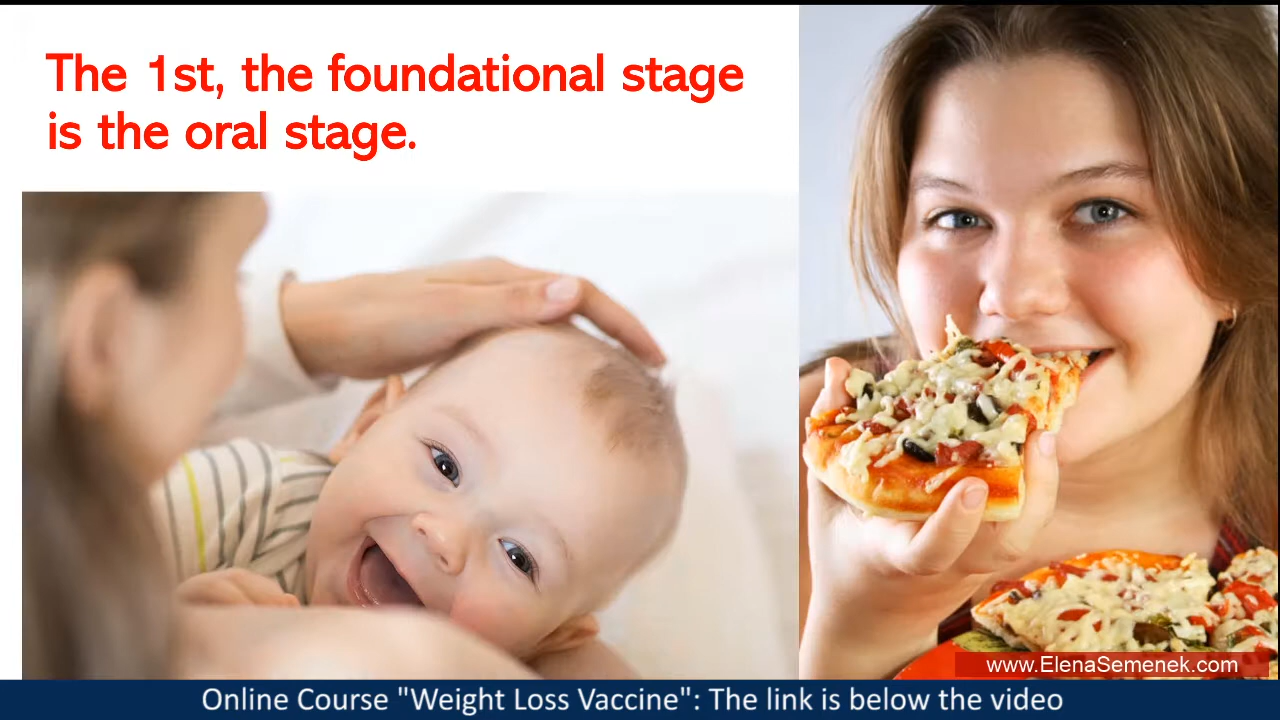 The 1st, the foundational stage
is the oral stage.
www.ElenaSemenek.com
Online Course "Weight Loss Vaccine": The link is below the video